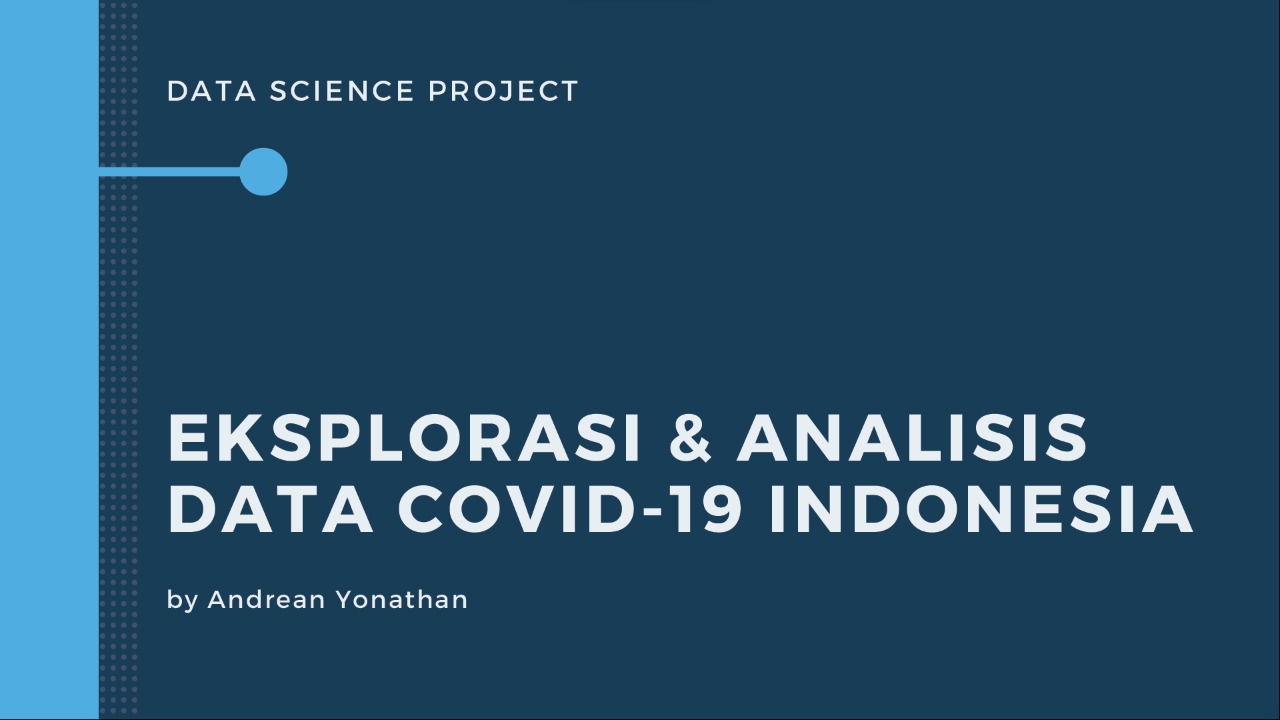 DATA SCIENCE PROJECT
EKSPLORASI & ANALISIS
DATA COVID-19 INDONESIA
by Andrean Yonathan